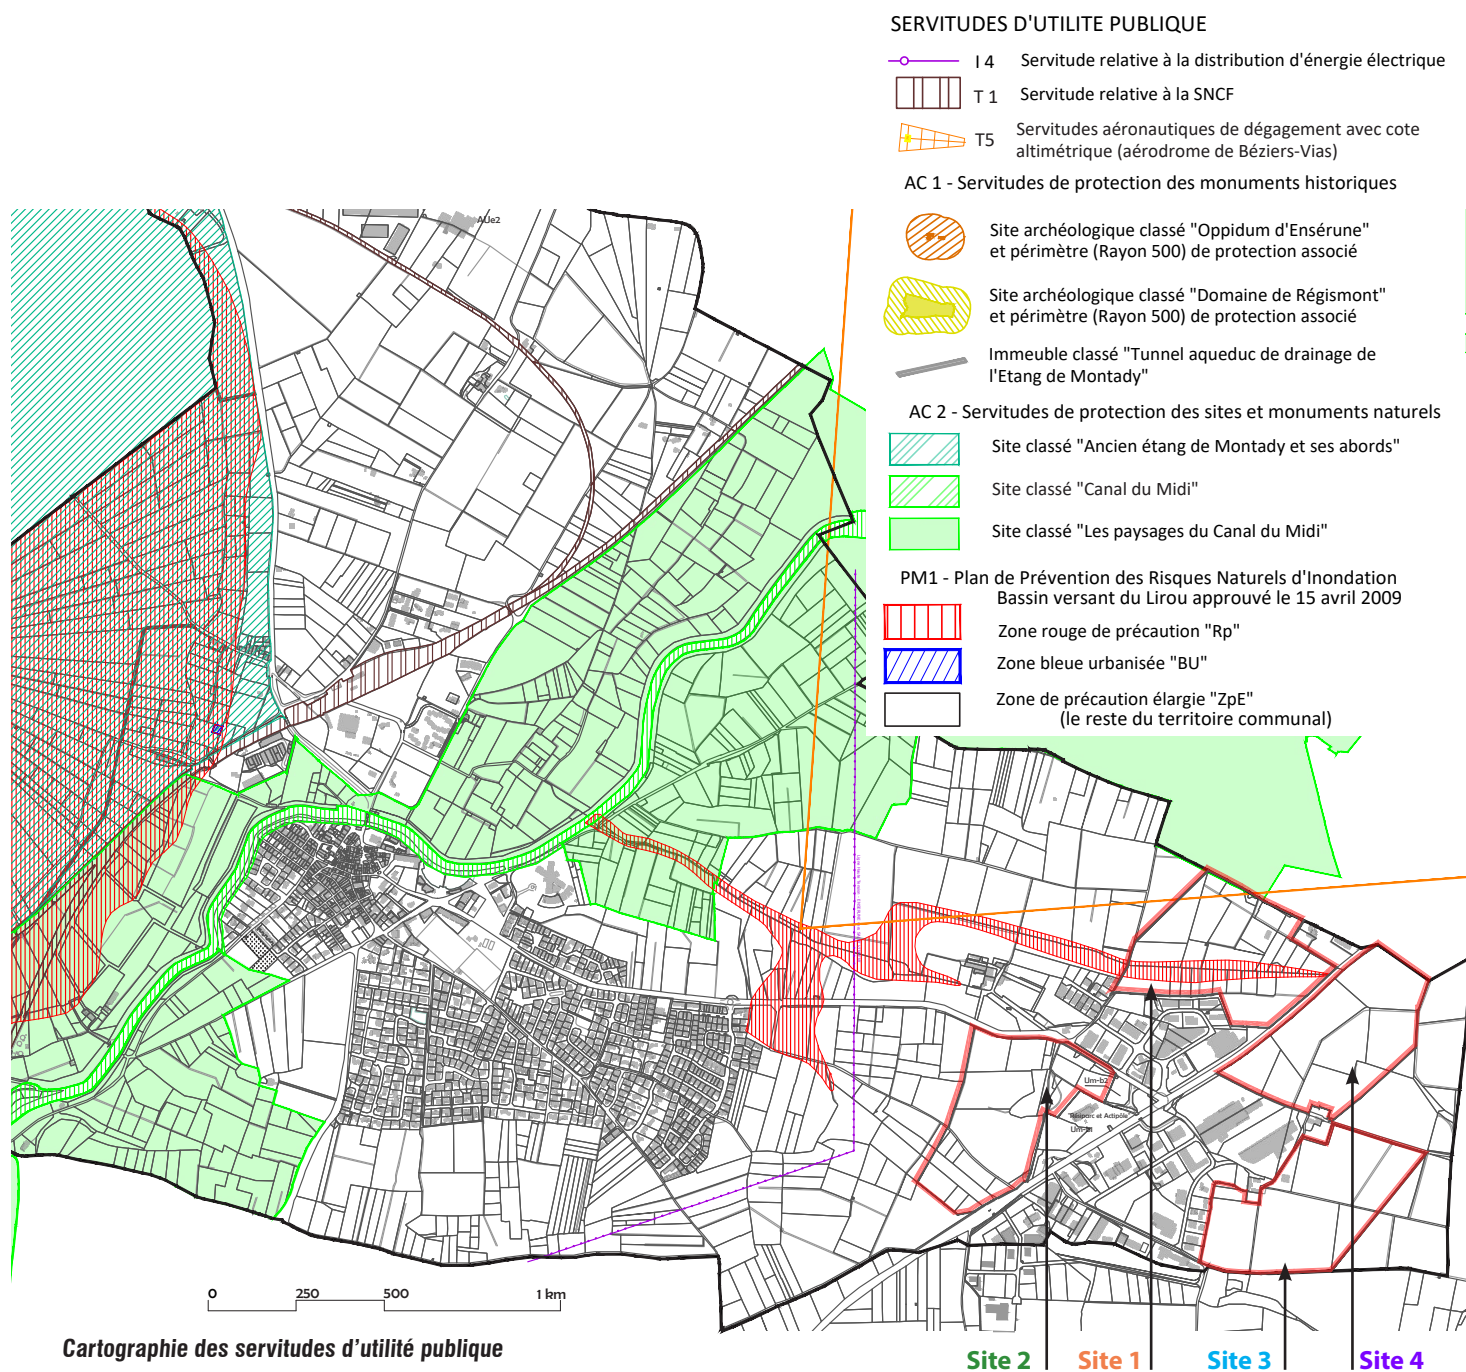 SERVITUDES D'UTILITE PUBLIQUE
I 4 Servitude relative à la distribution d'énergie électrique
T 1 Servitude relative à la SNCF
T5 Servitudes aéronautiques de dégagement avec cote
altimétrique (aérodrome de Béziers-Vias)
AC 1 - Servitudes de protection des monuments historiques
Site archéologique classé "Oppidum d'Ensérune"
et périmètre (Rayon 500) de protection associé
Site archéologique classé "Domaine de Régismont"
et périmètre (Rayon 500) de protection associé
Immeuble classé "Tunnel aqueduc de drainage de
l'Etang de Montady"
AC 2 - Servitudes de protection des sites et monuments naturels
Site classé "Ancien étang de Montady et ses abords"
Site classé "Canal du Midi"
Site classé "Les paysages du Canal du Midi"
PM1 - Plan de Prévention des Risques Naturels d'Inondation
Bassin versant du Lirou approuvé le 15 avril 2009
Zone rouge de précaution "Rp"
Zone bleue urbanisée "BU"
Zone de précaution élargie "ZpE"
(le reste du territoire communal)
AUe2
Um-b2
Viaparc et Actipôle
0 250 500 1 km
Cartographie des servitudes d'utilité publique
Site 2 Site 1 Site 3 Site 4